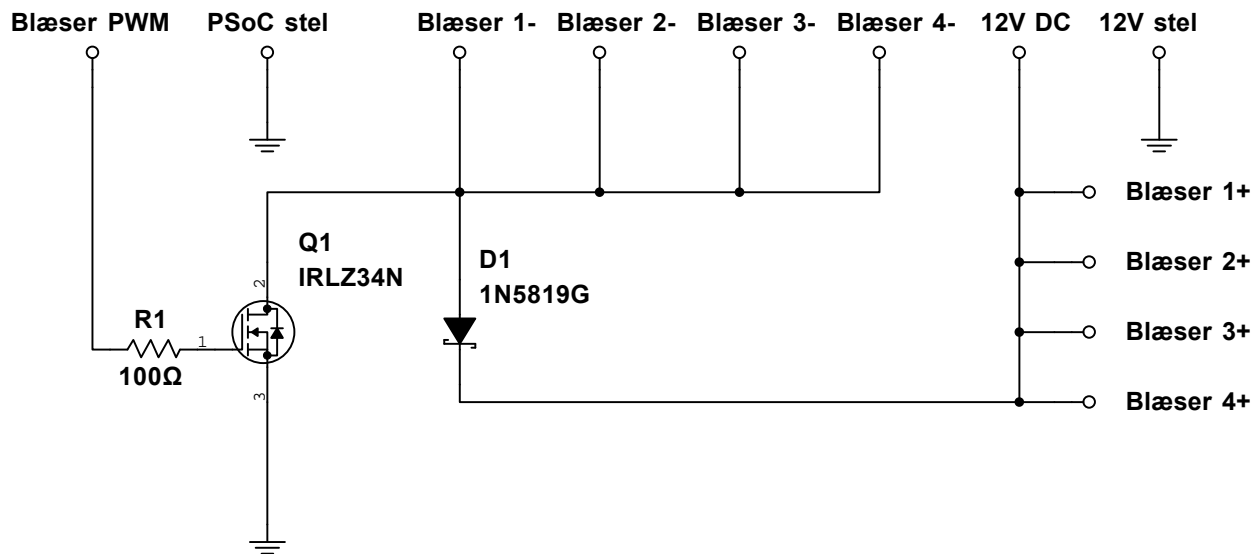 Blæser PWM PSoC stel Blæser 1- Blæser 2- Blæser 3- Blæser 4- 12V DC 12V stel
Blæser 1+
Q1
IRLZ34N
D1
1N5819G
Blæser 2+
2
R1
1
100Ω
3
Blæser 3+
Blæser 4+